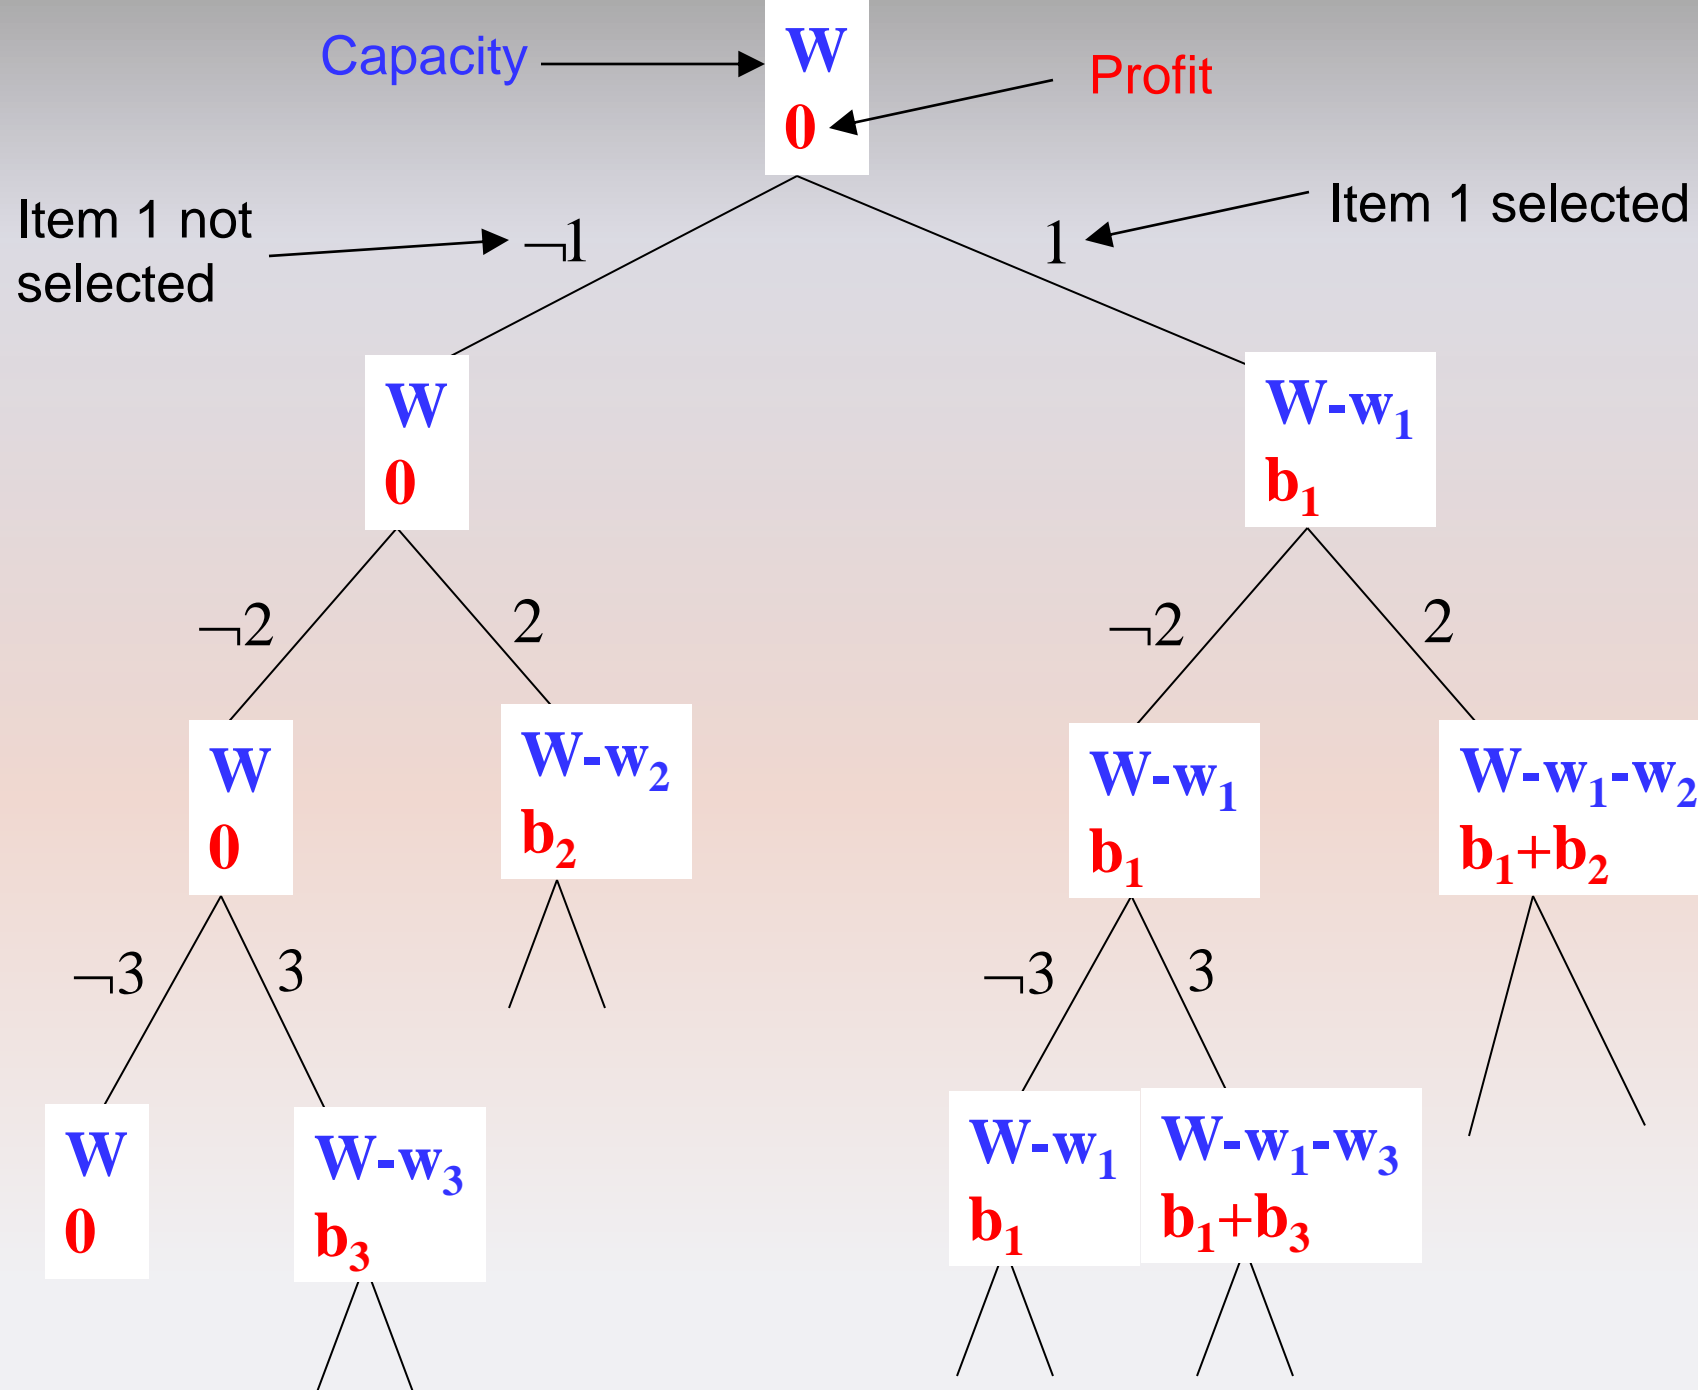 Capacity
W
0
Profit
Item 1 not
selected
¬1
1
Item 1 selected
W
0
W-w₁
b₁
¬2
2
¬2
2
W
0
W-w₂
b₂
W-w₁
b₁
W-w₁-w₂
b₁+b₂
¬3
3
¬3
3
W
0
W-w₃
b₃
W-w₁
b₁
W-w₁-w₃
b₁+b₃